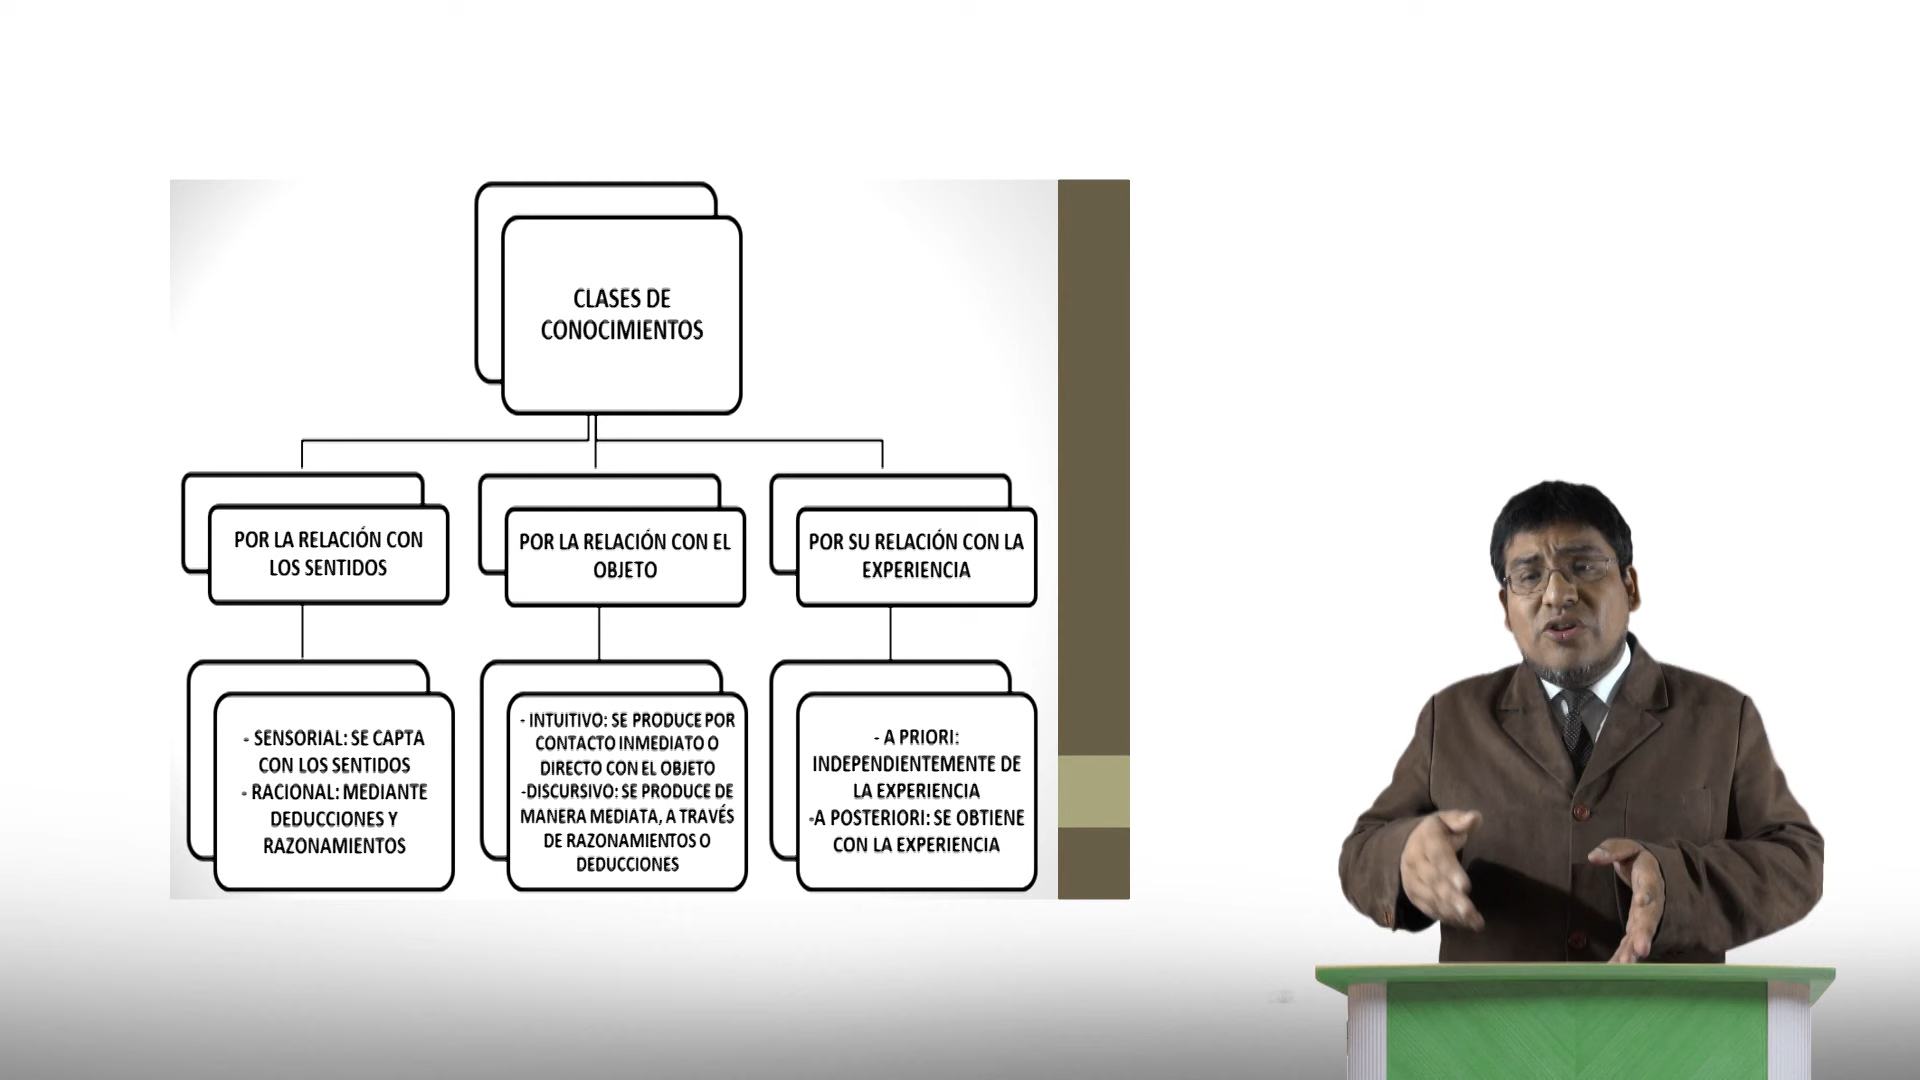 CLASES DE
CONOCIMIENTOS
POR LA RELACIÓN CON
LOS SENTIDOS
POR LA RELACIÓN CON EL
OBJETO
POR SU RELACIÓN CON LA
EXPERIENCIA
- SENSORIAL: SE CAPTA
CON LOS SENTIDOS
- RACIONAL: MEDIANTE
DEDUCCIONES Y
RAZONAMIENTOS
- INTUITIVO: SE PRODUCE POR
CONTACTO INMEDIATO O
DIRECTO CON EL OBJETO
-DISCURSIVO: SE PRODUCE DE
MANERA MEDIATA, A TRAVÉS
DE RAZONAMIENTOS O
DEDUCCIONES
- A PRIORI:
INDEPENDIENTEMENTE DE
LA EXPERIENCIA
-A POSTERIORI: SE OBTIENE
CON LA EXPERIENCIA